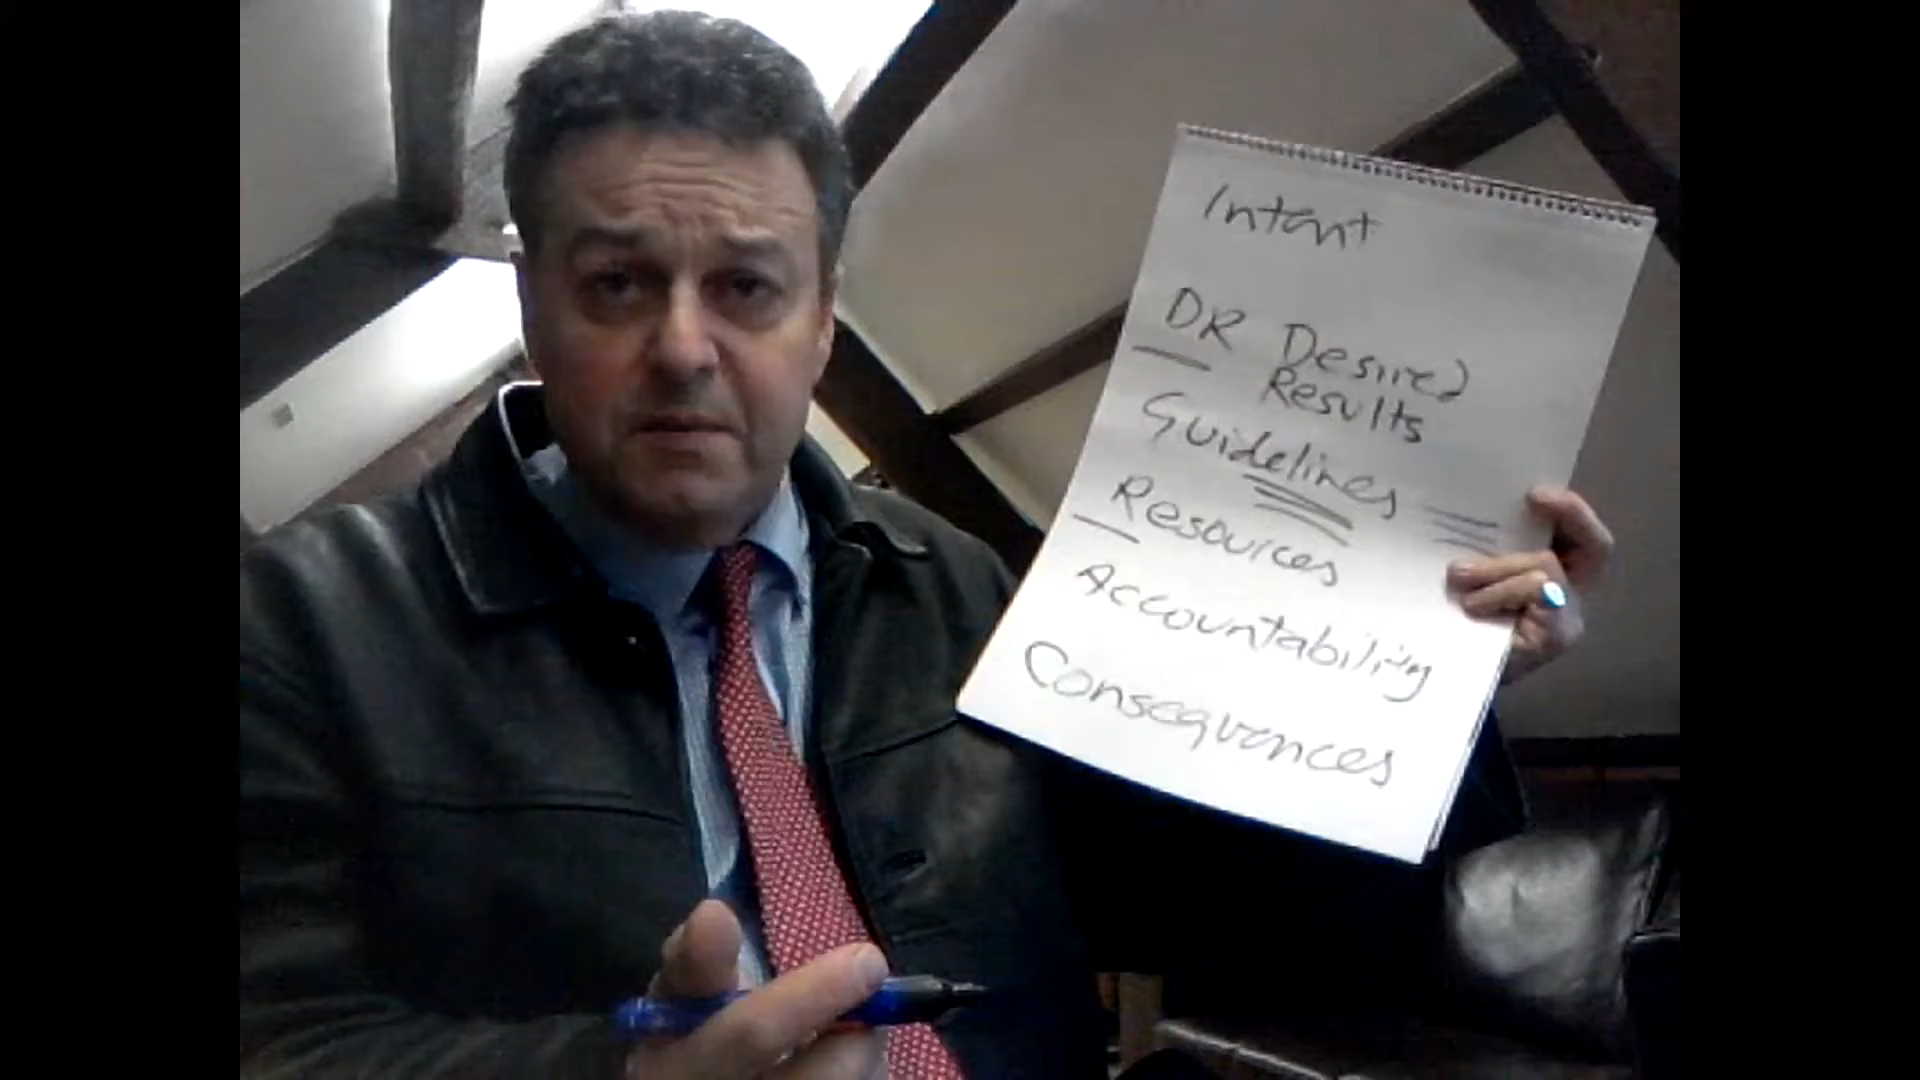 Intent
DR Desired
Results
Guidelines
Resources
Accountability
Consequences